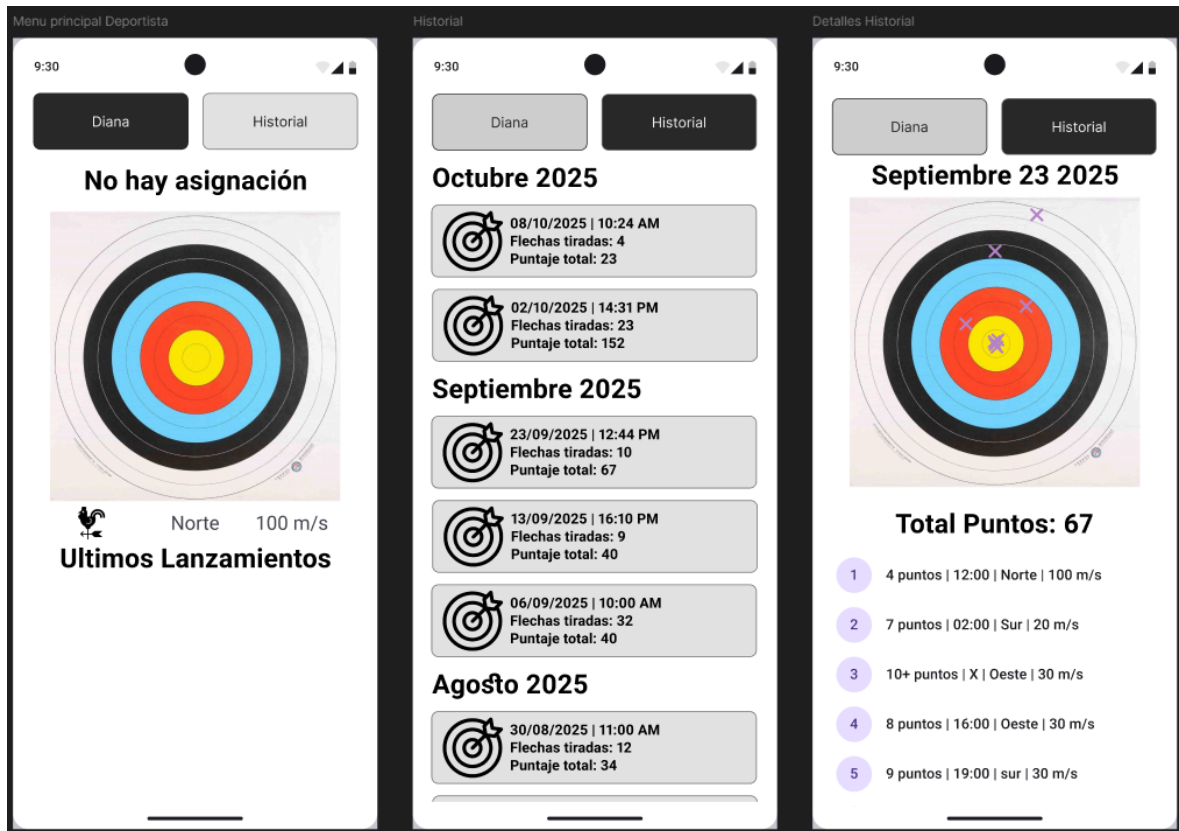 Menu principal Deportista
9:30
Diana
Historial
No hay asignación
Norte
100 m/s
Ultimos Lanzamientos
Historial
9:30
Diana
Historial
Octubre 2025
08/10/2025 | 10:24 AM
Flechas tiradas: 4
Puntaje total: 23
02/10/2025 | 14:31 PM
Flechas tiradas: 23
Puntaje total: 152
Septiembre 2025
23/09/2025 | 12:44 PM
Flechas tiradas: 10
Puntaje total: 67
13/09/2025 | 16:10 PM
Flechas tiradas: 9
Puntaje total: 40
06/09/2025 | 10:00 AM
Flechas tiradas: 32
Puntaje total: 40
Agosto 2025
30/08/2025 | 11:00 AM
Flechas tiradas: 12
Puntaje total: 34
Detalles Historial
9:30
Diana
Historial
Septiembre 23 2025
Total Puntos: 67
1 4 puntos | 12:00 | Norte | 100 m/s
2 7 puntos | 02:00 | Sur | 20 m/s
3 10+ puntos | X | Oeste | 30 m/s
4 8 puntos | 16:00 | Oeste | 30 m/s
5 9 puntos | 19:00 | sur | 30 m/s